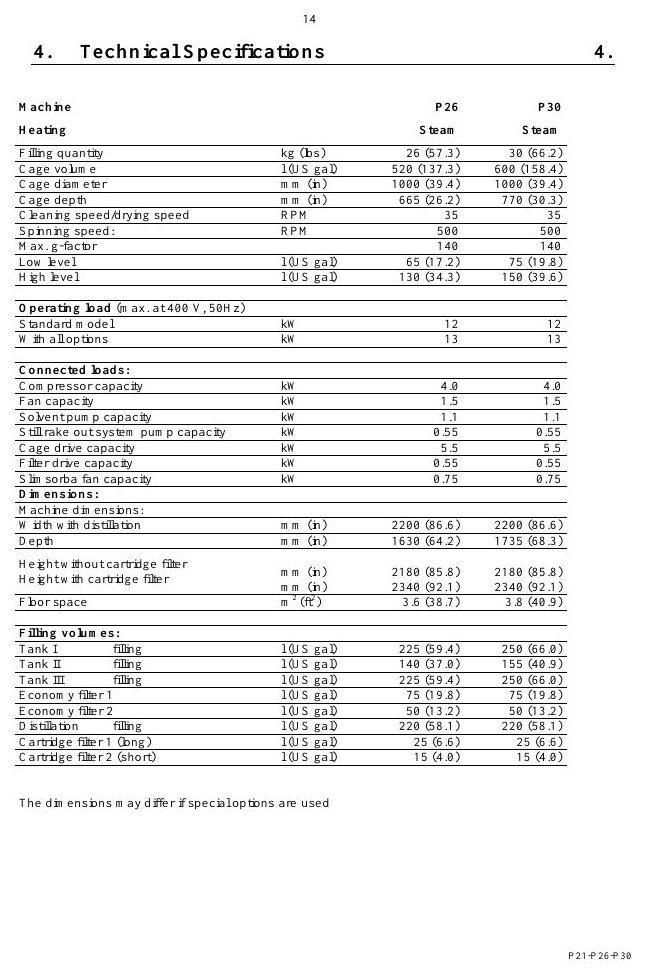 14
4. Technical Specifications 4.
Machine P26 P30
Heating Steam Steam
Filling quantity kg (lbs) 26 (57.3) 30 (66.2)
Cage volume l (US gal) 520 (137.3) 600 (158.4)
Cage diameter mm (in) 1000 (39.4) 1000 (39.4)
Cage depth mm (in) 665 (26.2) 770 (30.3)
Cleaning speed/drying speed RPM 35 35
Spinning speed: RPM 500 500
Max. g-factor 140 140
Low level l (US gal) 65 (17.2) 75 (19.8)
High level l (US gal) 130 (34.3) 150 (39.6)
Operating load (max. at 400 V, 50Hz)
Standard model kW 12 12
With all options kW 13 13
Connected loads:
Compressor capacity kW 4.0 4.0
Fan capacity kW 1.5 1.5
Solvent pump capacity kW 1.1 1.1
Still rake out system pump capacity kW 0.55 0.55
Cage drive capacity kW 5.5 5.5
Filter drive capacity kW 0.55 0.55
Slimsorba fan capacity kW 0.75 0.75
Dimensions:
Machine dimensions:
Width with distillation mm (in) 2200 (86.6) 2200 (86.6)
Depth mm (in) 1630 (64.2) 1735 (68.3)
Height without cartridge filter mm (in) 2180 (85.8) 2180 (85.8)
Height with cartridge filter mm (in) 2340 (92.1) 2340 (92.1)
Floor space m² (ft²) 3.6 (38.7) 3.8 (40.9)
Filling volumes:
Tank I filling l (US gal) 225 (59.4) 250 (66.0)
Tank II filling l (US gal) 140 (37.0) 155 (40.9)
Tank III filling l (US gal) 225 (59.4) 250 (66.0)
Economy filter 1 l (US gal) 75 (19.8) 75 (19.8)
Economy filter 2 l (US gal) 50 (13.2) 50 (13.2)
Distillation filling l (US gal) 220 (58.1) 220 (58.1)
Cartridge filter 1 (long) l (US gal) 25 (6.6) 25 (6.6)
Cartridge filter 2 (short) l (US gal) 15 (4.0) 15 (4.0)
The dimensions may differ if special options are used
P21-P26-P30